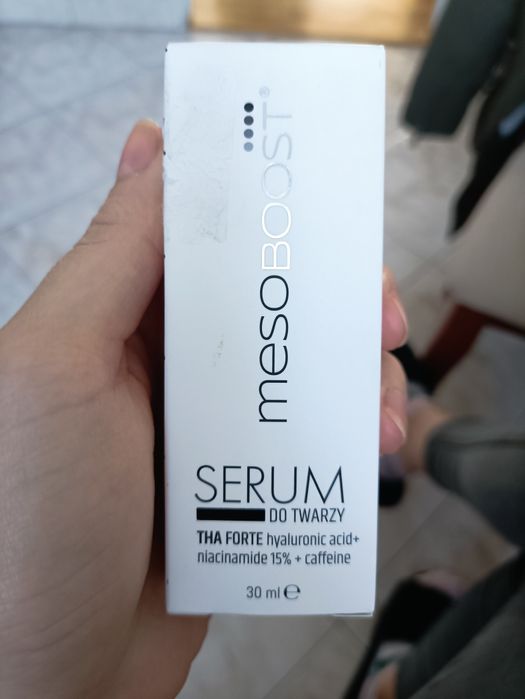 mesoBOOST®
SERUM
DO TWARZY
THA FORTE hyaluronic acid+
niacinamide 15% + caffeine
30 ml ℮